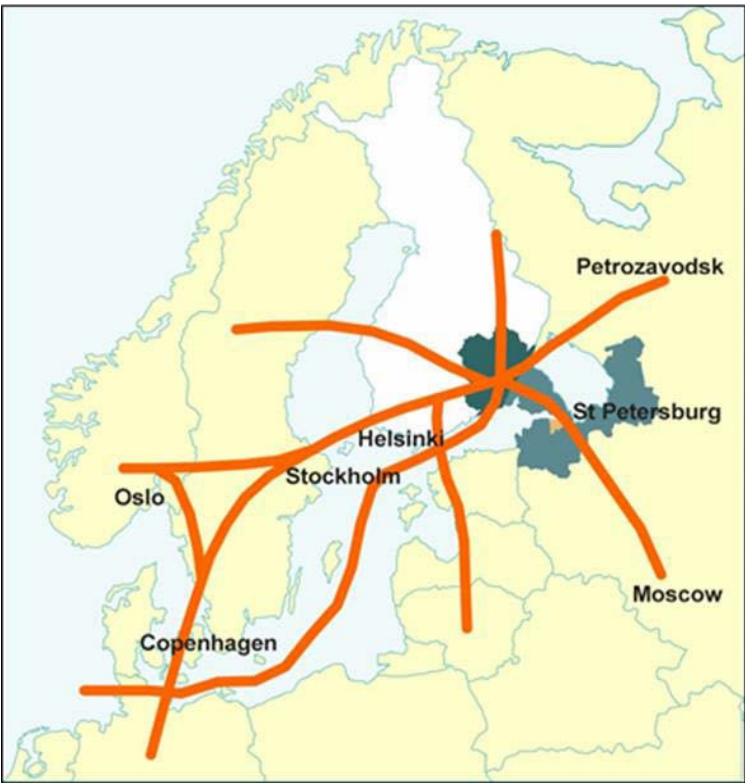 Petrozavodsk
St Petersburg
Helsinki
Stockholm
Oslo
Moscow
Copenhagen